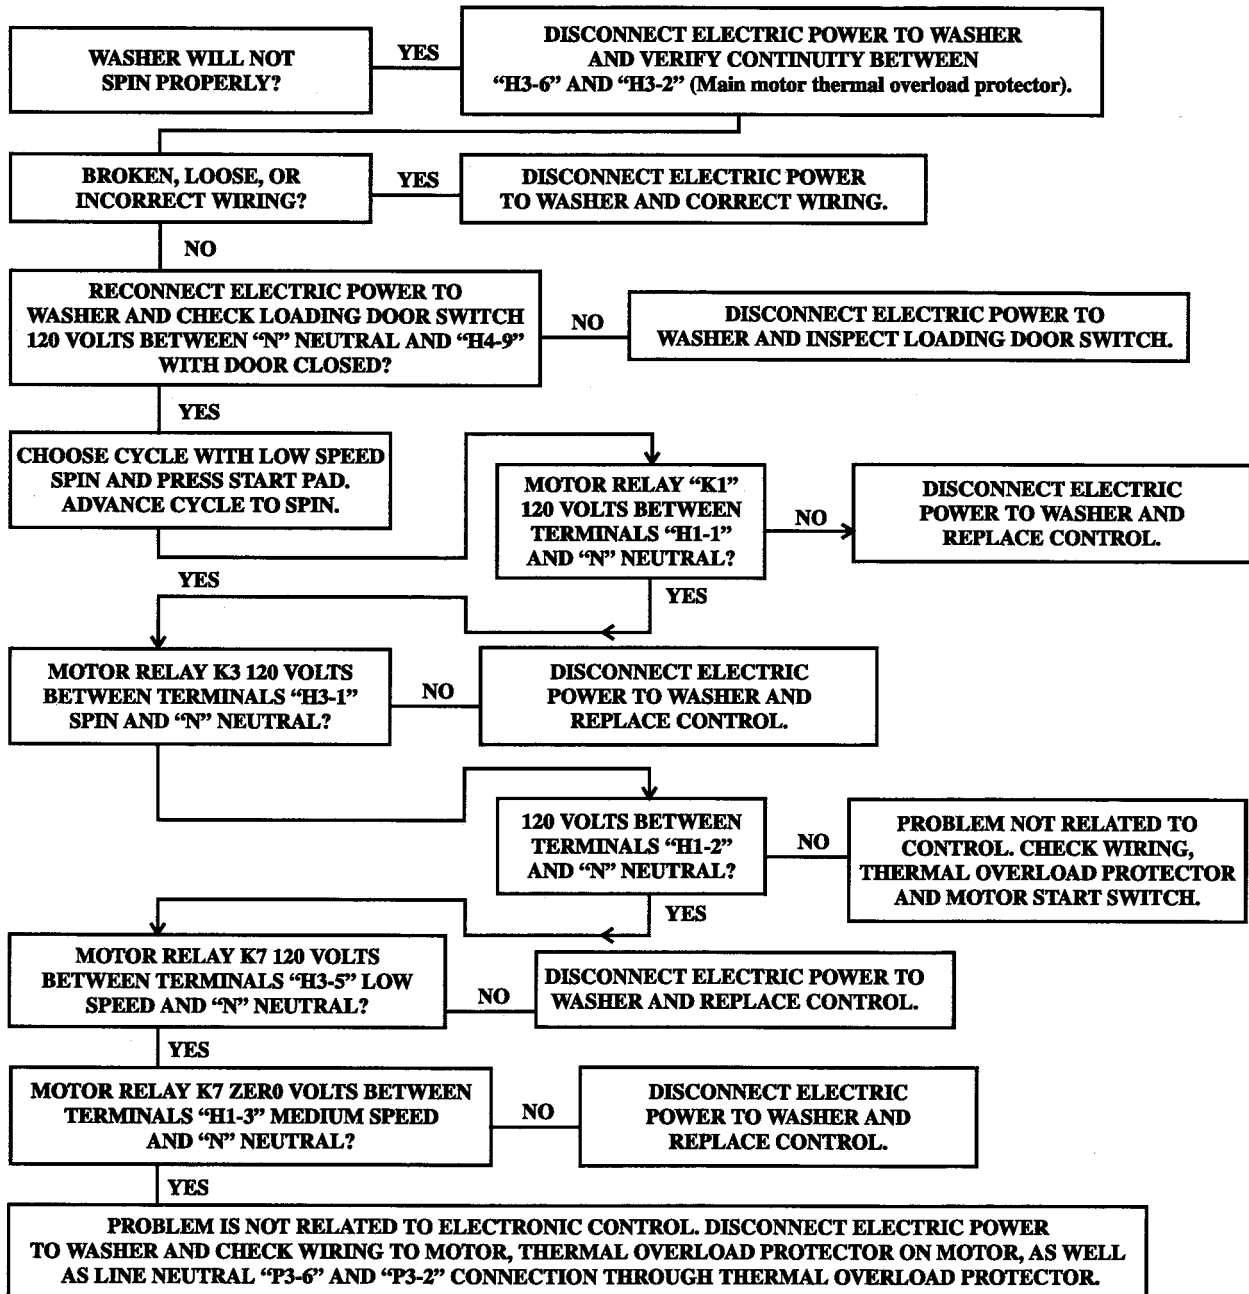 WASHER WILL NOT
SPIN PROPERLY?
YES
DISCONNECT ELECTRIC POWER TO WASHER
AND VERIFY CONTINUITY BETWEEN
“H3-6” AND “H3-2” (Main motor thermal overload protector).
BROKEN, LOOSE, OR
INCORRECT WIRING?
YES
DISCONNECT ELECTRIC POWER
TO WASHER AND CORRECT WIRING.
NO
RECONNECT ELECTRIC POWER TO
WASHER AND CHECK LOADING DOOR SWITCH
120 VOLTS BETWEEN “N” NEUTRAL AND “H4-9”
WITH DOOR CLOSED?
NO
DISCONNECT ELECTRIC POWER TO
WASHER AND INSPECT LOADING DOOR SWITCH.
YES
CHOOSE CYCLE WITH LOW SPEED
SPIN AND PRESS START PAD.
ADVANCE CYCLE TO SPIN.
MOTOR RELAY “K1”
120 VOLTS BETWEEN
TERMINALS “H1-1”
AND “N” NEUTRAL?
NO
DISCONNECT ELECTRIC
POWER TO WASHER AND
REPLACE CONTROL.
YES
YES
MOTOR RELAY K3 120 VOLTS
BETWEEN TERMINALS “H3-1”
SPIN AND “N” NEUTRAL?
NO
DISCONNECT ELECTRIC
POWER TO WASHER AND
REPLACE CONTROL.
120 VOLTS BETWEEN
TERMINALS “H1-2”
AND “N” NEUTRAL?
NO
PROBLEM NOT RELATED TO
CONTROL. CHECK WIRING,
THERMAL OVERLOAD PROTECTOR
AND MOTOR START SWITCH.
YES
MOTOR RELAY K7 120 VOLTS
BETWEEN TERMINALS “H3-5” LOW
SPEED AND “N” NEUTRAL?
NO
DISCONNECT ELECTRIC POWER TO
WASHER AND REPLACE CONTROL.
YES
MOTOR RELAY K7 ZER0 VOLTS BETWEEN
TERMINALS “H1-3” MEDIUM SPEED
AND “N” NEUTRAL?
NO
DISCONNECT ELECTRIC
POWER TO WASHER AND
REPLACE CONTROL.
YES
PROBLEM IS NOT RELATED TO ELECTRONIC CONTROL. DISCONNECT ELECTRIC POWER
TO WASHER AND CHECK WIRING TO MOTOR, THERMAL OVERLOAD PROTECTOR ON MOTOR, AS WELL
AS LINE NEUTRAL “P3-6” AND “P3-2” CONNECTION THROUGH THERMAL OVERLOAD PROTECTOR.